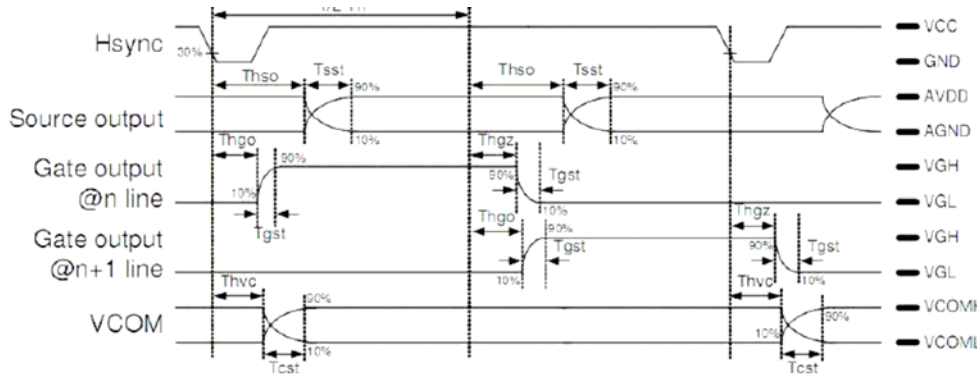 Hsync
30%
VCC
GND
Thso
Tsst
Thso
Tsst
Source output
90%
10%
90%
10%
AVDD
AGND
Thgo
Thgz
Gate output
@n line
90%
10%
Tgst
90%
10%
Tgst
VGH
VGL
Thgo
Thgz
Gate output
@n+1 line
90%
10%
Tgst
90%
10%
Tgst
VGH
VGL
Thvc
Thvc
VCOM
90%
10%
Tcst
90%
10%
Tcst
VCOMH
VCOML